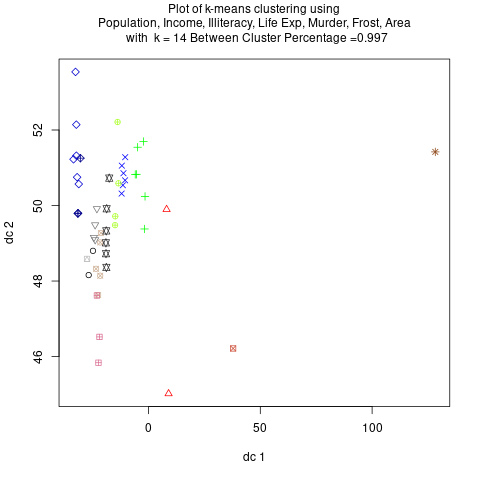 Plot of k-means clustering using
Population, Income, Illiteracy, Life Exp, Murder, Frost, Area
with  k = 14 Between Cluster Percentage =0.997
52
50
48
46
dc 2
0 50 100
dc 1